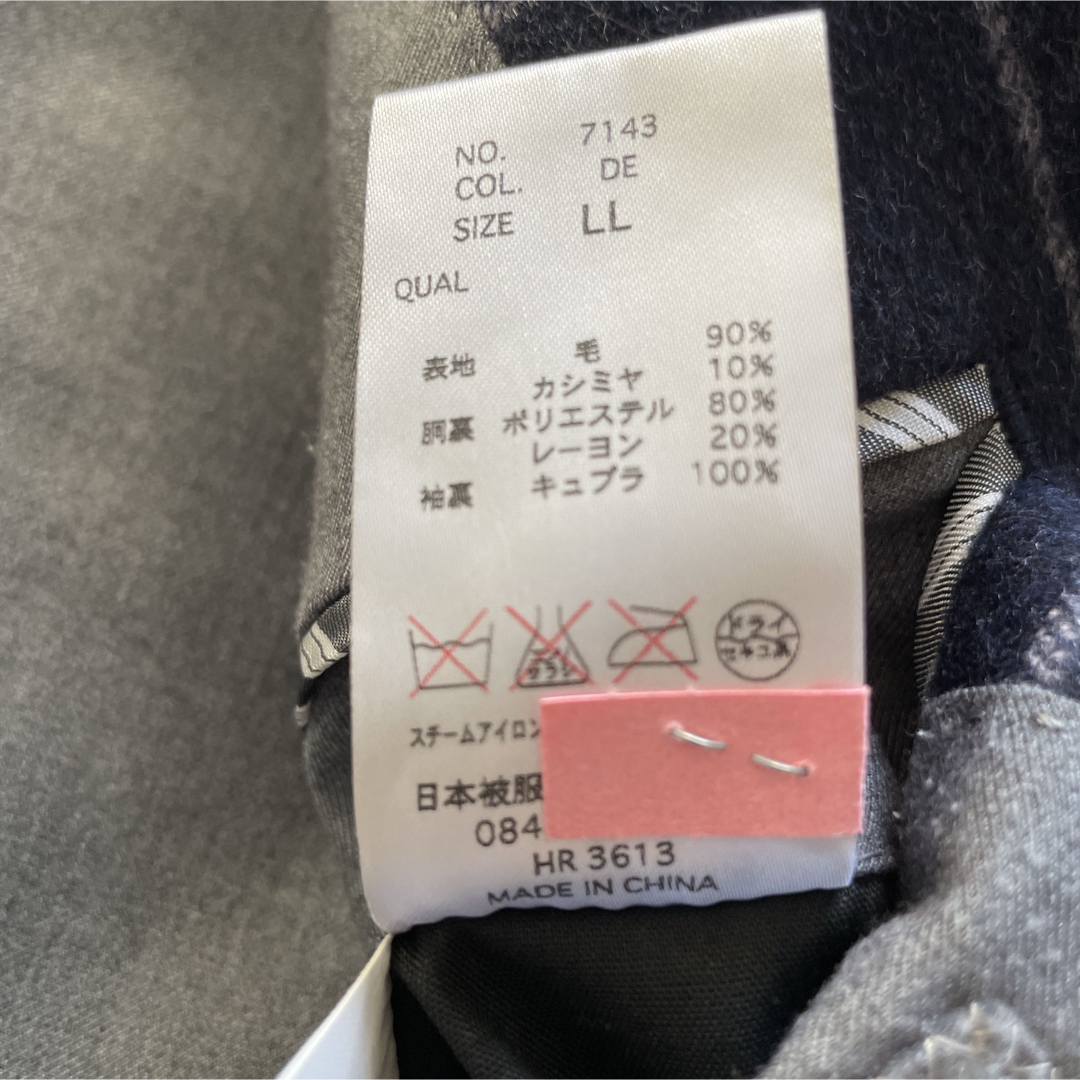 NO. 7143
COL. DE
SIZE LL
QUAL
表地 毛 90%
カシミヤ 10%
胴裏 ポリエステル 80%
レーヨン 20%
袖裏 キュプラ 100%
サラシ
ドライ
セキユ系
スチームアイロン
日本被服
084
HR 3613
MADE IN CHINA